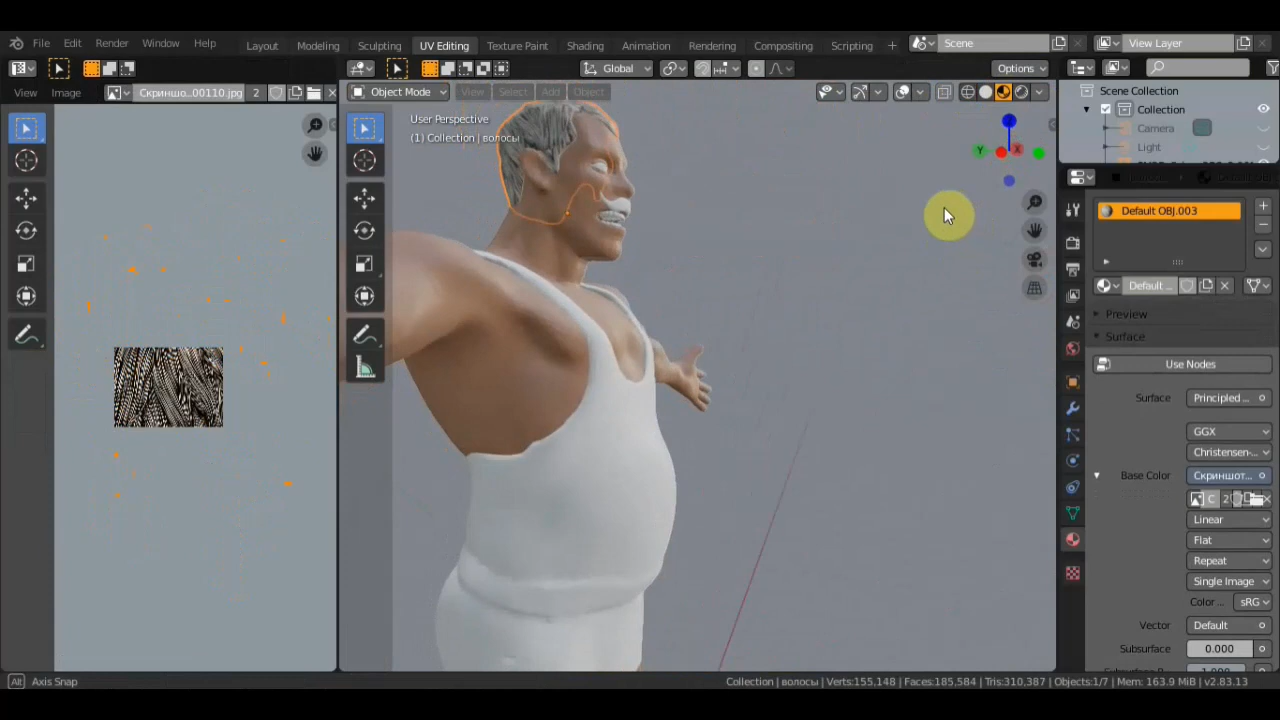 File Edit Render Window Help
Layout Modeling Sculpting UV Editing Texture Paint Shading Animation Rendering Compositing Scripting +
Scene
View Layer
Global
Options
View Image
Скриншо...00110.jpg 2
Object Mode
View Select Add Object
User Perspective
(1) Collection | волосы
Z
Y
X
Scene Collection
Collection
Camera
Light
Default OBJ.003
Default ...
Preview
Surface
Use Nodes
Surface Principled ...
GGX
Christensen-...
Base Color Скриншот...
С 2
Linear
Flat
Repeat
Single Image
Color ... sRG
Vector Default
Subsurface 0.000
Alt Axis Snap
Collection | волосы | Verts:155,148 | Faces:185,584 | Tris:310,387 | Objects:1/7 | Mem: 163.9 MiB | v2.83.13